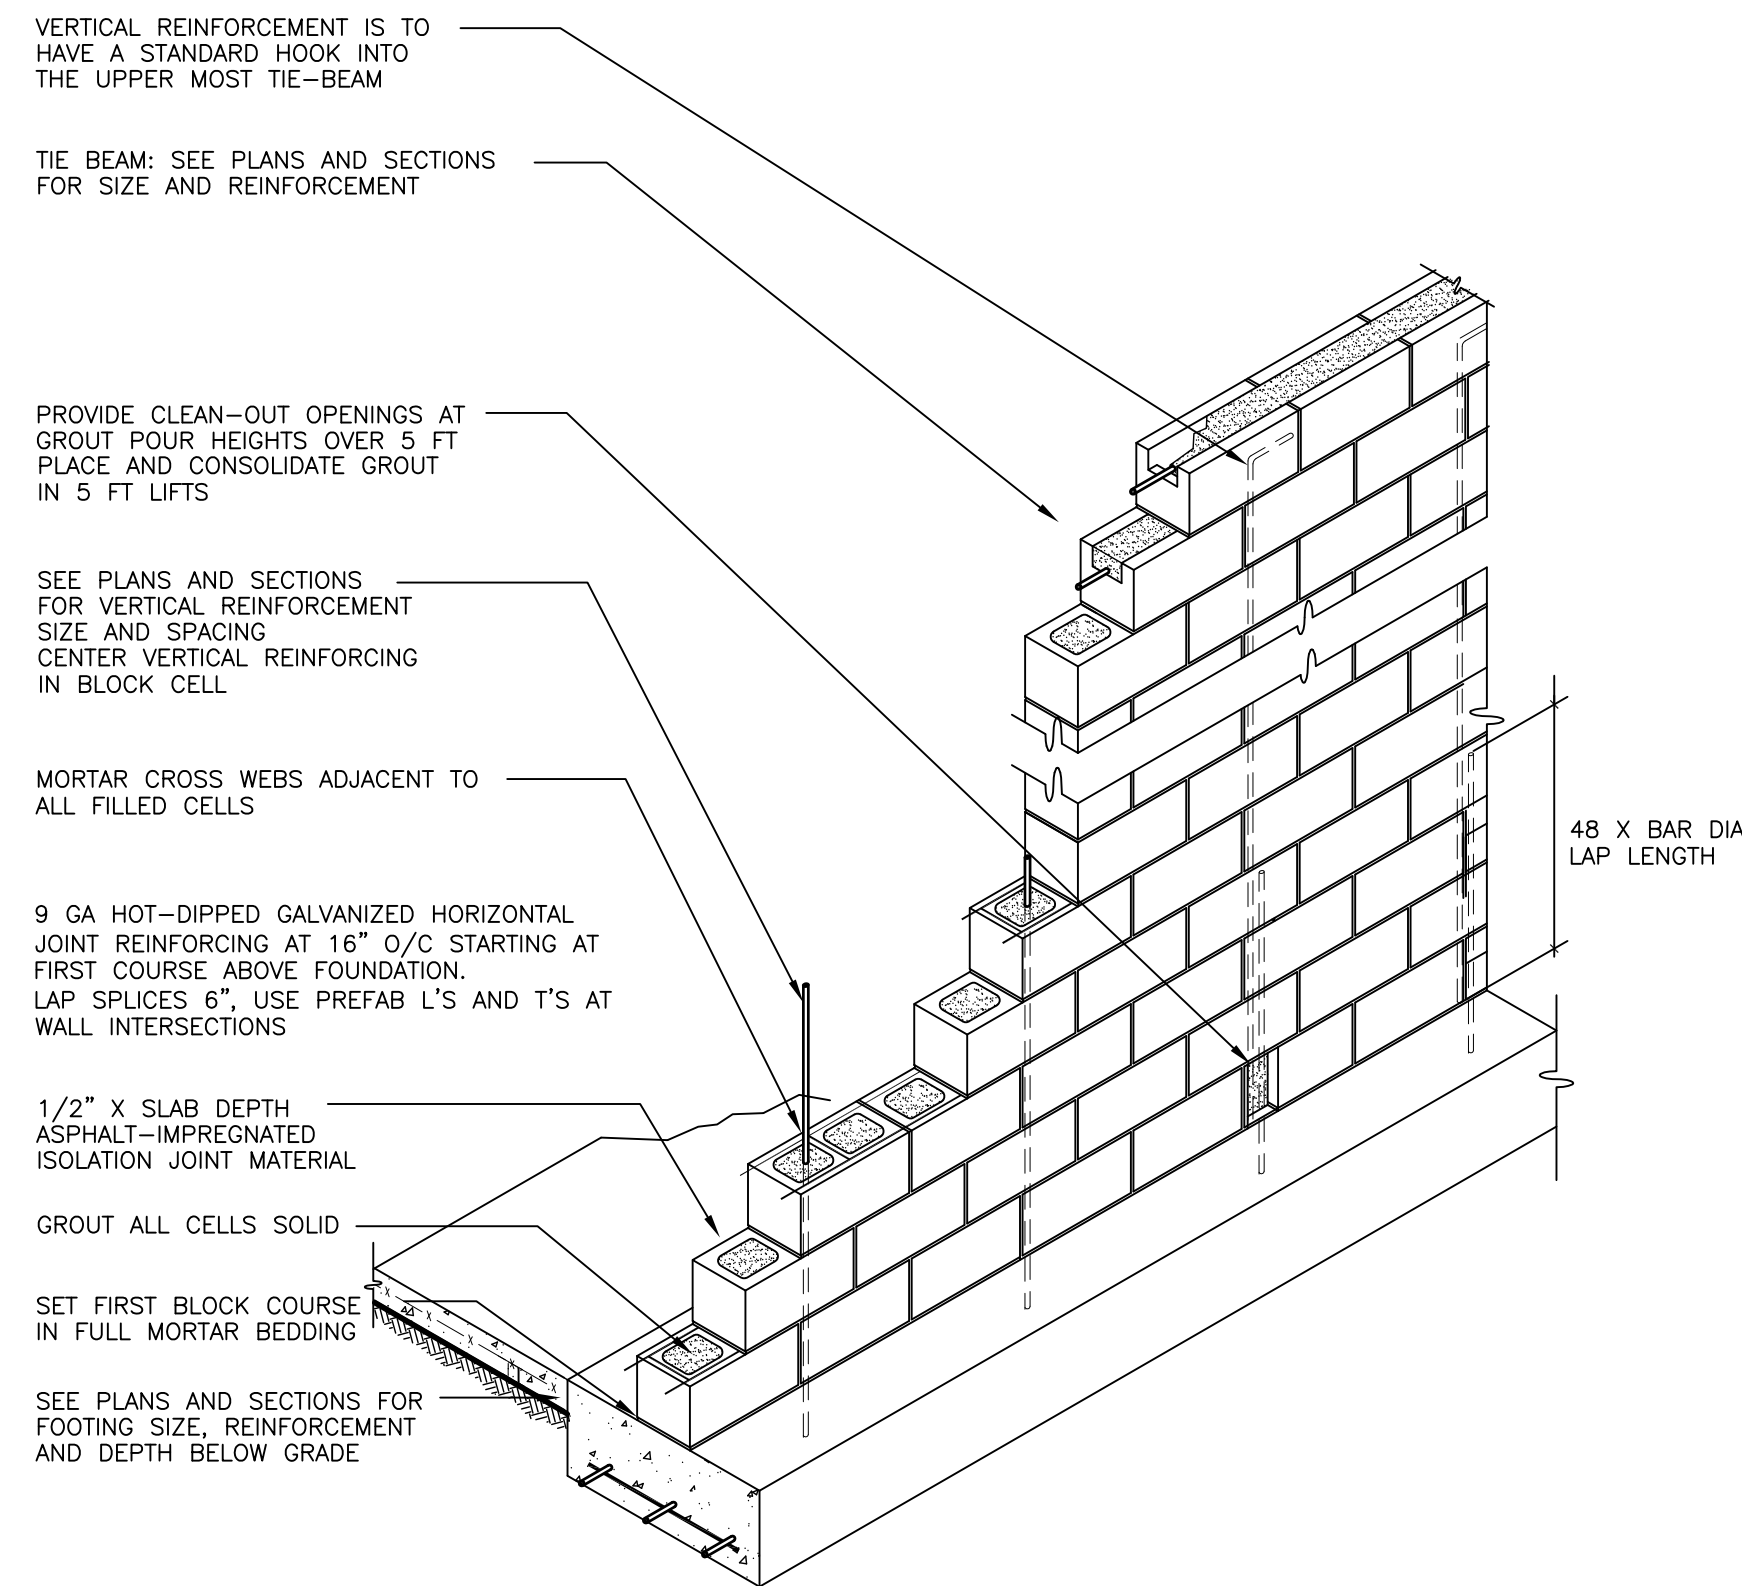 VERTICAL REINFORCEMENT IS TO
HAVE A STANDARD HOOK INTO
THE UPPER MOST TIE-BEAM
TIE BEAM: SEE PLANS AND SECTIONS
FOR SIZE AND REINFORCEMENT
PROVIDE CLEAN-OUT OPENINGS AT
GROUT POUR HEIGHTS OVER 5 FT
PLACE AND CONSOLIDATE GROUT
IN 5 FT LIFTS
SEE PLANS AND SECTIONS
FOR VERTICAL REINFORCEMENT
SIZE AND SPACING
CENTER VERTICAL REINFORCING
IN BLOCK CELL
MORTAR CROSS WEBS ADJACENT TO
ALL FILLED CELLS
48 X BAR DIA
LAP LENGTH
9 GA HOT-DIPPED GALVANIZED HORIZONTAL
JOINT REINFORCING AT 16" O/C STARTING AT
FIRST COURSE ABOVE FOUNDATION.
LAP SPLICES 6", USE PREFAB L'S AND T'S AT
WALL INTERSECTIONS
1/2" X SLAB DEPTH
ASPHALT-IMPREGNATED
ISOLATION JOINT MATERIAL
GROUT ALL CELLS SOLID
SET FIRST BLOCK COURSE
IN FULL MORTAR BEDDING
SEE PLANS AND SECTIONS FOR
FOOTING SIZE, REINFORCEMENT
AND DEPTH BELOW GRADE